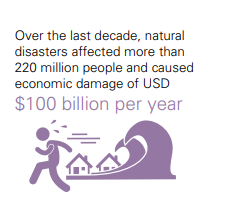 Over the last decade, natural
disasters affected more than
220 million people and caused
economic damage of USD
$100 billion per year